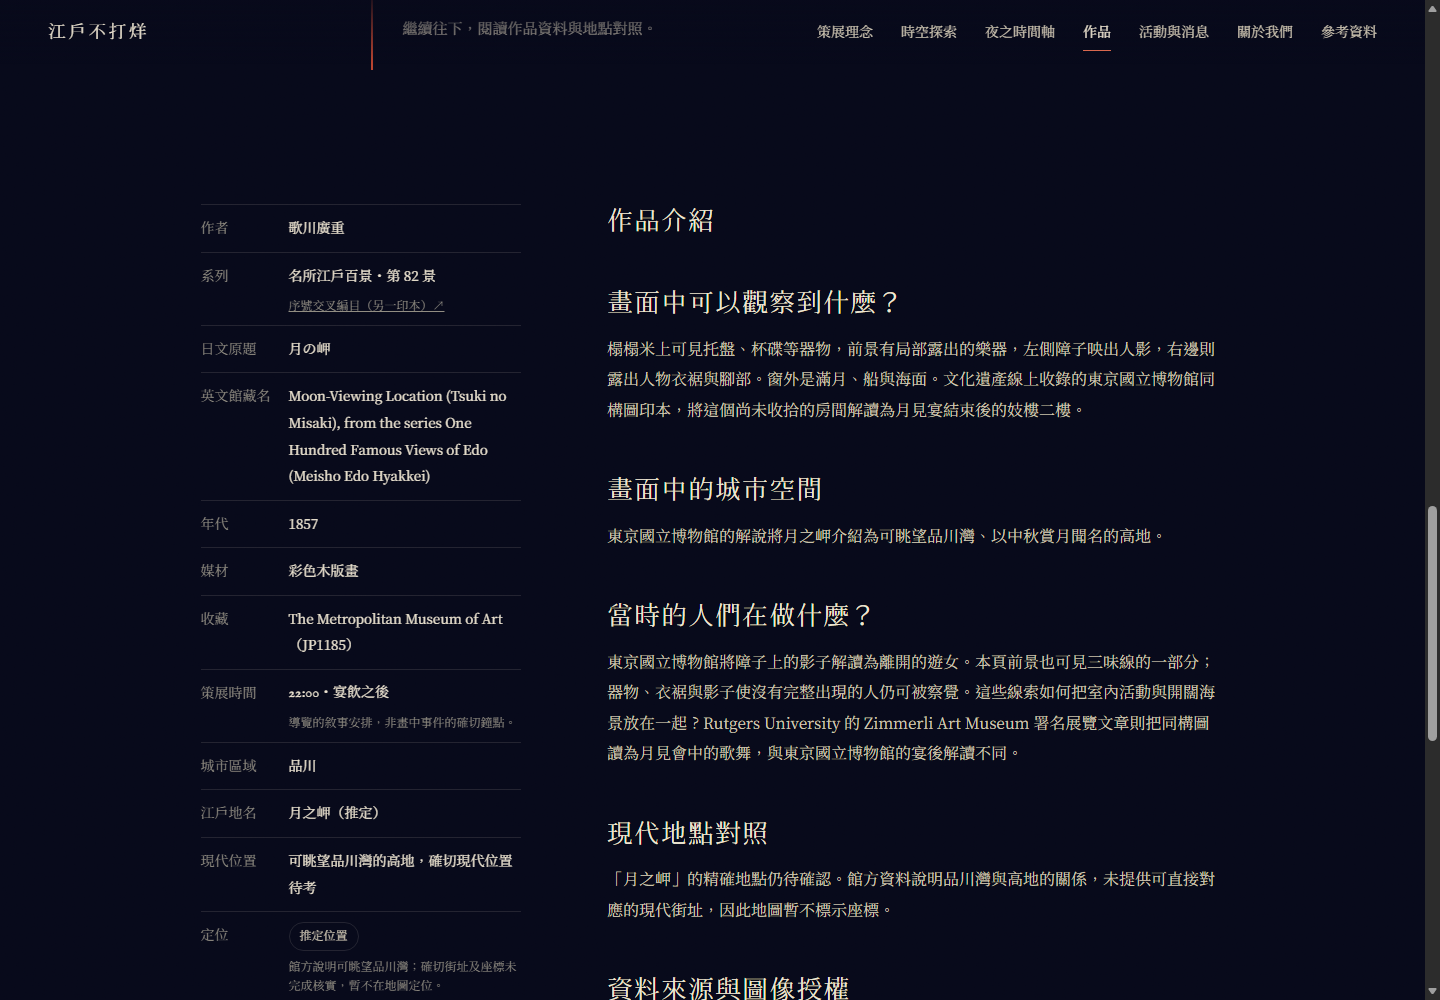 江戶不打烊
繼續往下，閱讀作品資料與地點對照。
策展理念
時空探索
夜之時間軸
作品
活動與消息
關於我們
參考資料
作者
歌川廣重
系列
名所江戶百景・第 82 景
序號交叉編目（另一印本）↗
日文原題
月の岬
英文館藏名
Moon-Viewing Location (Tsuki no
Misaki), from the series One
Hundred Famous Views of Edo
(Meisho Edo Hyakkei)
年代
1857
媒材
彩色木版畫
收藏
The Metropolitan Museum of Art
（JP1185）
策展時間
22:00・宴飲之後
導覽的敘事安排，非畫中事件的確切鐘點。
城市區域
品川
江戶地名
月之岬（推定）
現代位置
可眺望品川灣的高地，確切現代位置
待考
定位
推定位置
館方說明可眺望品川灣；確切街址及座標未
完成核實，暫不在地圖定位。
作品介紹
畫面中可以觀察到什麼？
榻榻米上可見托盤、杯碟等器物，前景有局部露出的樂器，左側障子映出人影，右邊則
露出人物衣裾與腳部。窗外是滿月、船與海面。文化遺產線上收錄的東京國立博物館同
構圖印本，將這個尚未收拾的房間解讀為月見宴結束後的妓樓二樓。
畫面中的城市空間
東京國立博物館的解說將月之岬介紹為可眺望品川灣、以中秋賞月聞名的高地。
當時的人們在做什麼？
東京國立博物館將障子上的影子解讀為離開的遊女。本頁前景也可見三味線的一部分；
器物、衣裾與影子使沒有完整出現的人仍可被察覺。這些線索如何把室內活動與開闊海
景放在一起？Rutgers University 的 Zimmerli Art Museum 署名展覽文章則把同構圖
讀為月見會中的歌舞，與東京國立博物館的宴後解讀不同。
現代地點對照
「月之岬」的精確地點仍待確認。館方資料說明品川灣與高地的關係，未提供可直接對
應的現代街址，因此地圖暫不標示座標。
資料來源與圖像授權